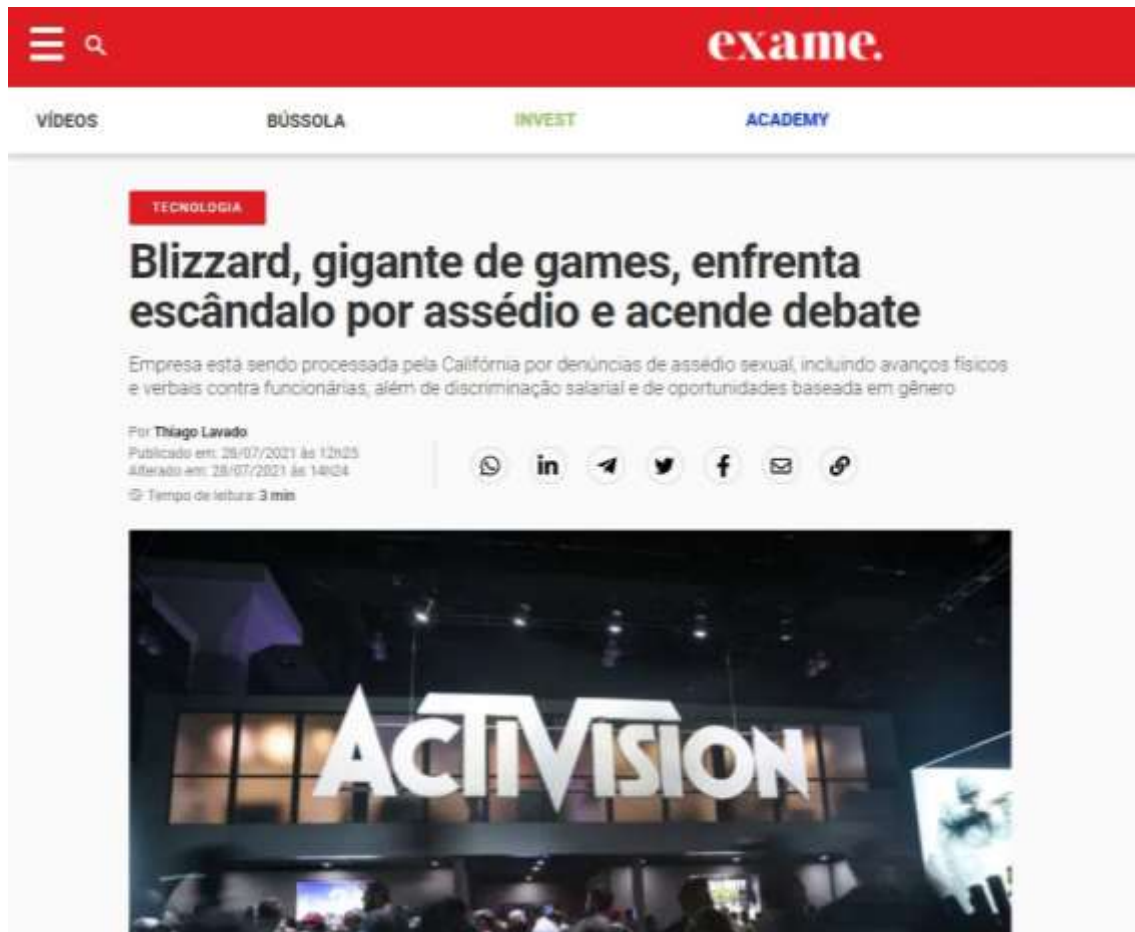 exame.
VÍDEOS BÚSSOLA INVEST ACADEMY
TECNOLOGIA
Blizzard, gigante de games, enfrenta
escândalo por assédio e acende debate
Empresa está sendo processada pela Califórnia por denúncias de assédio sexual, incluindo avanços físicos
e verbais contra funcionárias, além de discriminação salarial e de oportunidades baseada em gênero
Por Thiago Lavado
Publicado em: 28/07/2021 às 12h25
Alterado em: 28/07/2021 às 14h24
Tempo de leitura: 3 min
in f
ACTIVISION